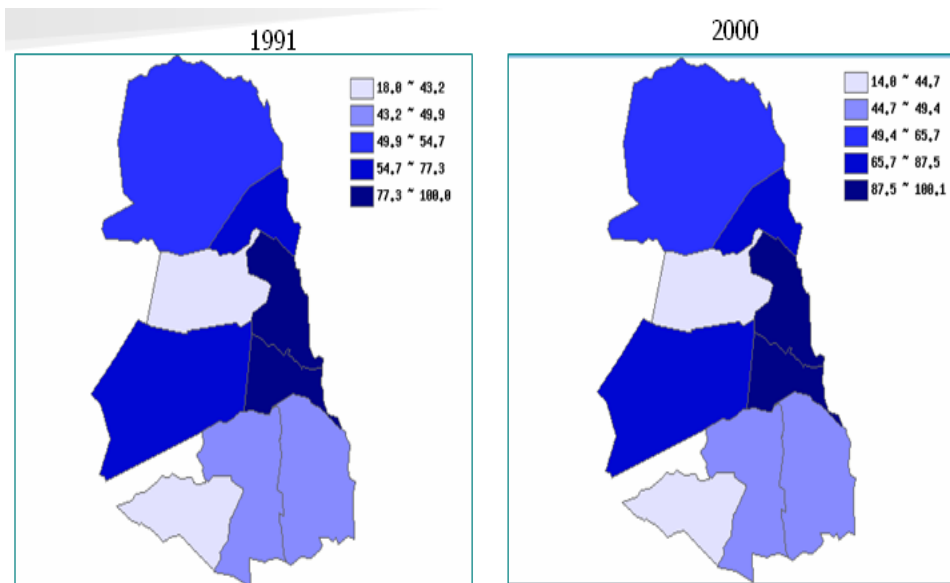 1991
18,0 ~ 43,2
43,2 ~ 49,9
49,9 ~ 54,7
54,7 ~ 77,3
77,3 ~ 100,0
2000
14,0 ~ 44,7
44,7 ~ 49,4
49,4 ~ 65,7
65,7 ~ 87,5
87,5 ~ 100,1